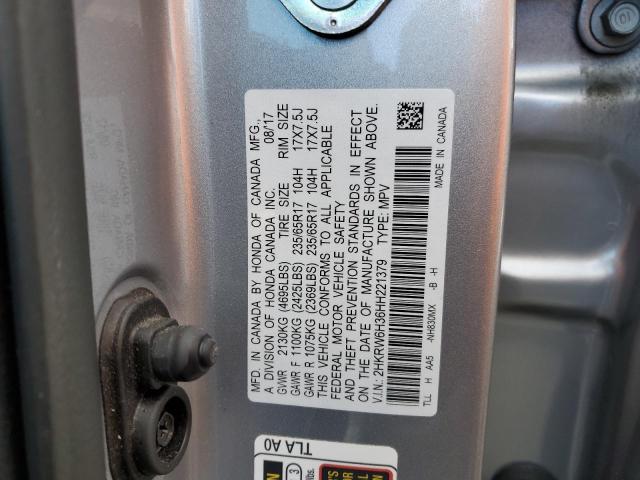 MFD. IN CANADA BY HONDA OF CANADA MFG.,
A DIVISION OF HONDA CANADA INC. 08/17
GVWR 2130KG (4695LBS) TIRE SIZE RIM SIZE
GAWR F 1100KG (2425LBS) 235/65R17 104H 17X7.5J
GAWR R 1075KG (2369LBS) 235/65R17 104H 17X7.5J
THIS VEHICLE CONFORMS TO ALL APPLICABLE
FEDERAL MOTOR VEHICLE SAFETY
AND THEFT PREVENTION STANDARDS IN EFFECT
ON THE DATE OF MANUFACTURE SHOWN ABOVE.
V.I.N: 2HKRW6H36HH221379 TYPE: MPV
TLL H AA5 -NH830MX -B -H MADE IN CANADA
TLA A0
3